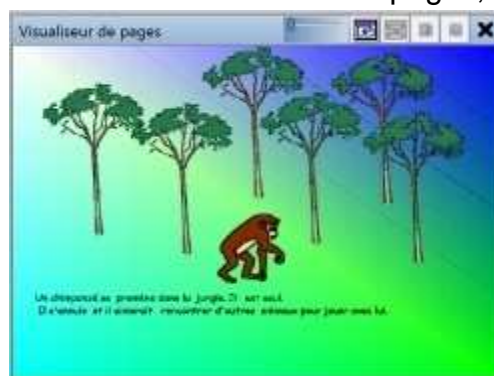 pages,
Visualiseur de pages
Un chimpanzé se promène dans la jungle. Il est seul.
Il s'ennuie et il aimerait rencontrer d'autres animaux pour jouer avec lui.